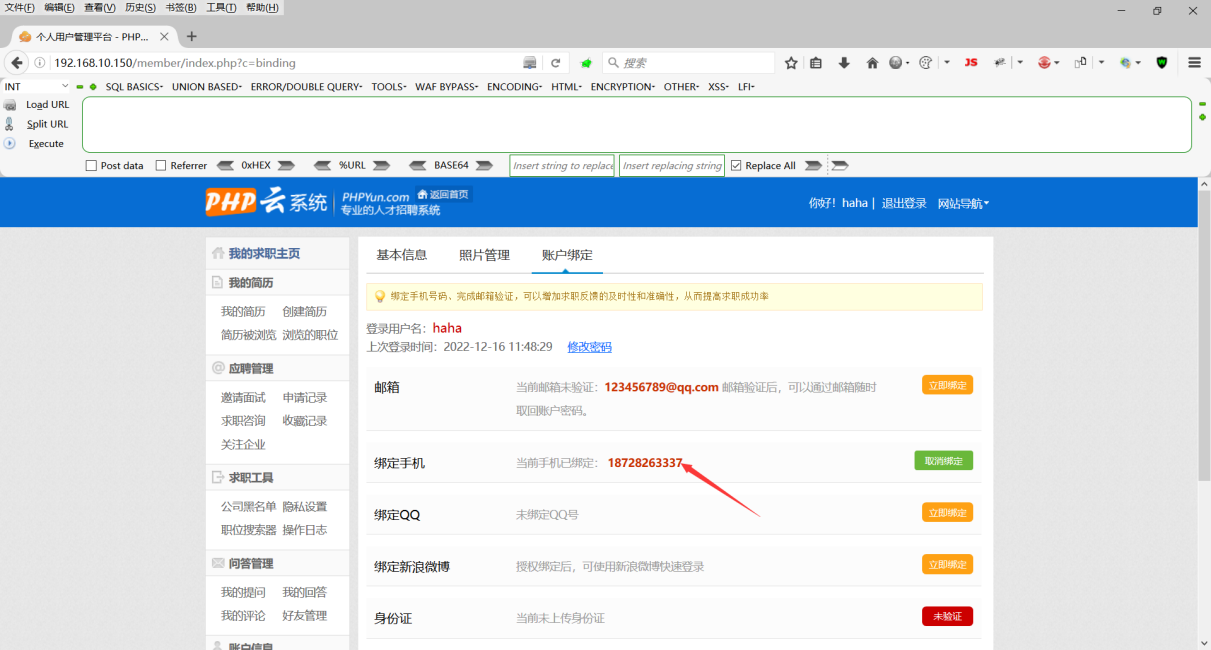 文件(F) 编辑(E) 查看(V) 历史(S) 书签(B) 工具(T) 帮助(H)
个人用户管理平台 - PHP...
192.168.10.150/member/index.php?c=binding
搜索
JS
INT
SQL BASICS
UNION BASED
ERROR/DOUBLE QUERY
TOOLS
WAF BYPASS
ENCODING
HTML
ENCRYPTION
OTHER
XSS
LFI
Load URL
Split URL
Execute
Post data
Referrer
0xHEX
%URL
BASE64
Insert string to replace
Insert replacing string
Replace All
PHP云系统
PHPYun.com
返回首页
专业的人才招聘系统
你好！haha | 退出登录 网站导航
我的求职主页
我的简历
我的简历 创建简历
简历被浏览 浏览的职位
应聘管理
邀请面试 申请记录
求职咨询 收藏记录
关注企业
求职工具
公司黑名单 隐私设置
职位搜索器 操作日志
问答管理
我的提问 我的回答
我的评论 好友管理
账户信息
基本信息 照片管理 账户绑定
绑定手机号码、完成邮箱验证，可以增加求职反馈的及时性和准确性，从而提高求职成功率
登录用户名：haha
上次登录时间：2022-12-16 11:48:29 修改密码
邮箱
当前邮箱未验证：123456789@qq.com 邮箱验证后，可以通过邮箱随时
取回账户密码。
立即绑定
绑定手机
当前手机已绑定： 18728263337
取消绑定
绑定QQ
未绑定QQ号
立即绑定
绑定新浪微博
授权绑定后，可使用新浪微博快速登录
立即绑定
身份证
当前未上传身份证
未验证